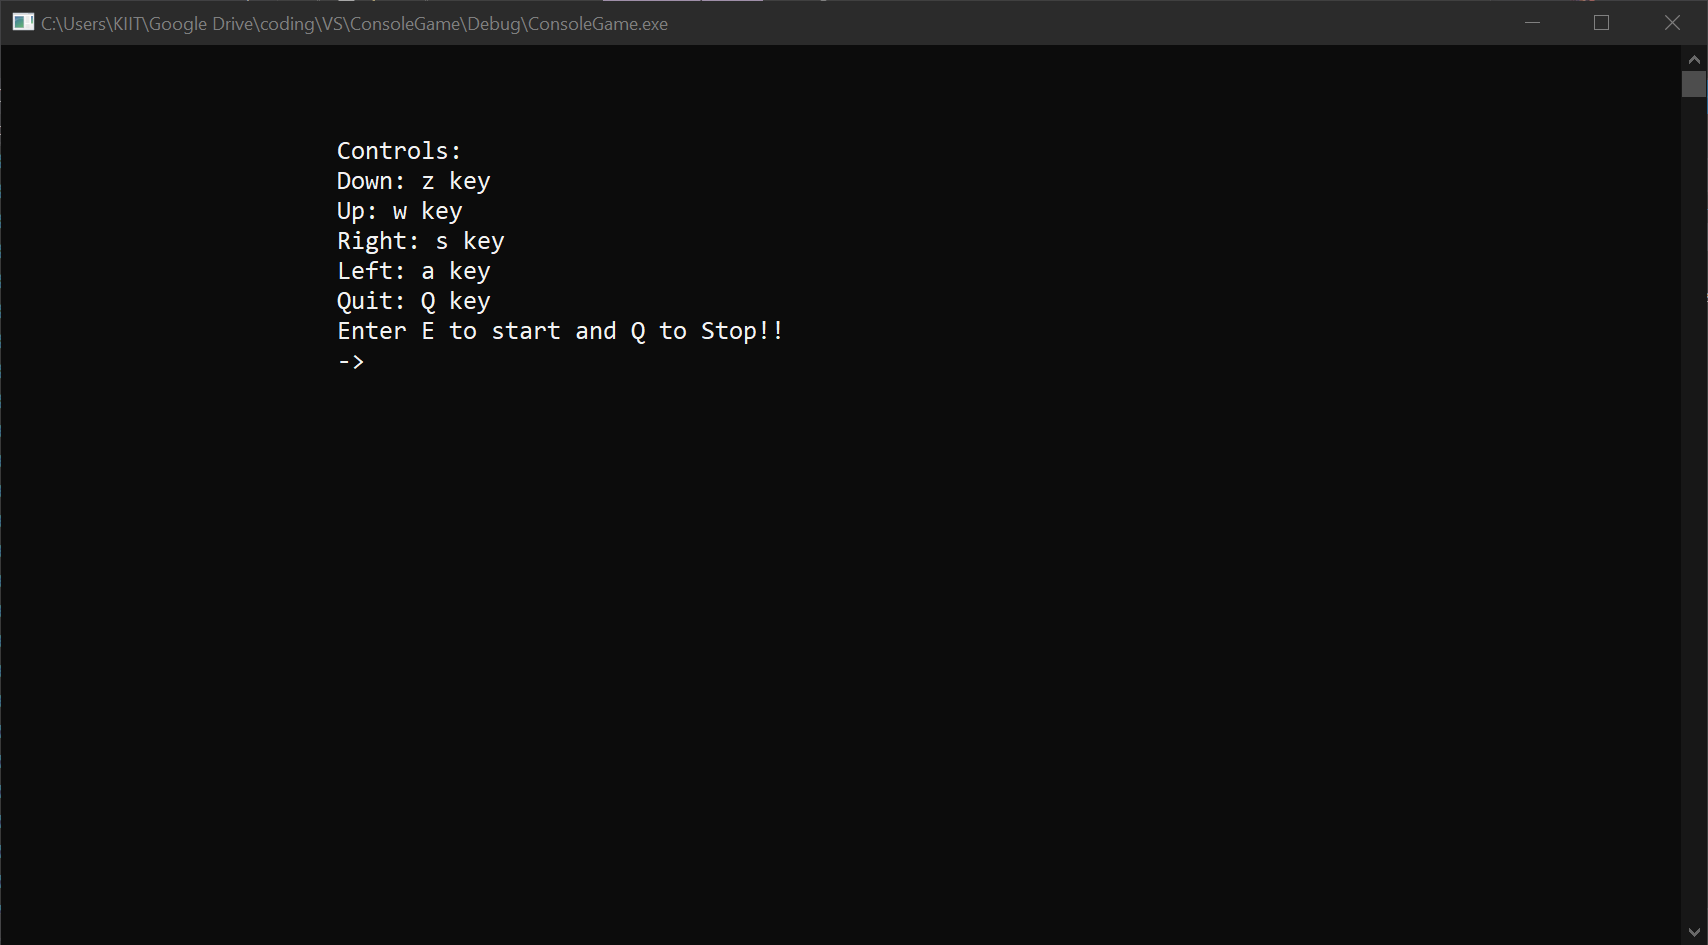 C:\Users\KIIT\Google Drive\coding\VS\ConsoleGame\Debug\ConsoleGame.exe
Controls:
Down: z key
Up: w key
Right: s key
Left: a key
Quit: Q key
Enter E to start and Q to Stop!!
->